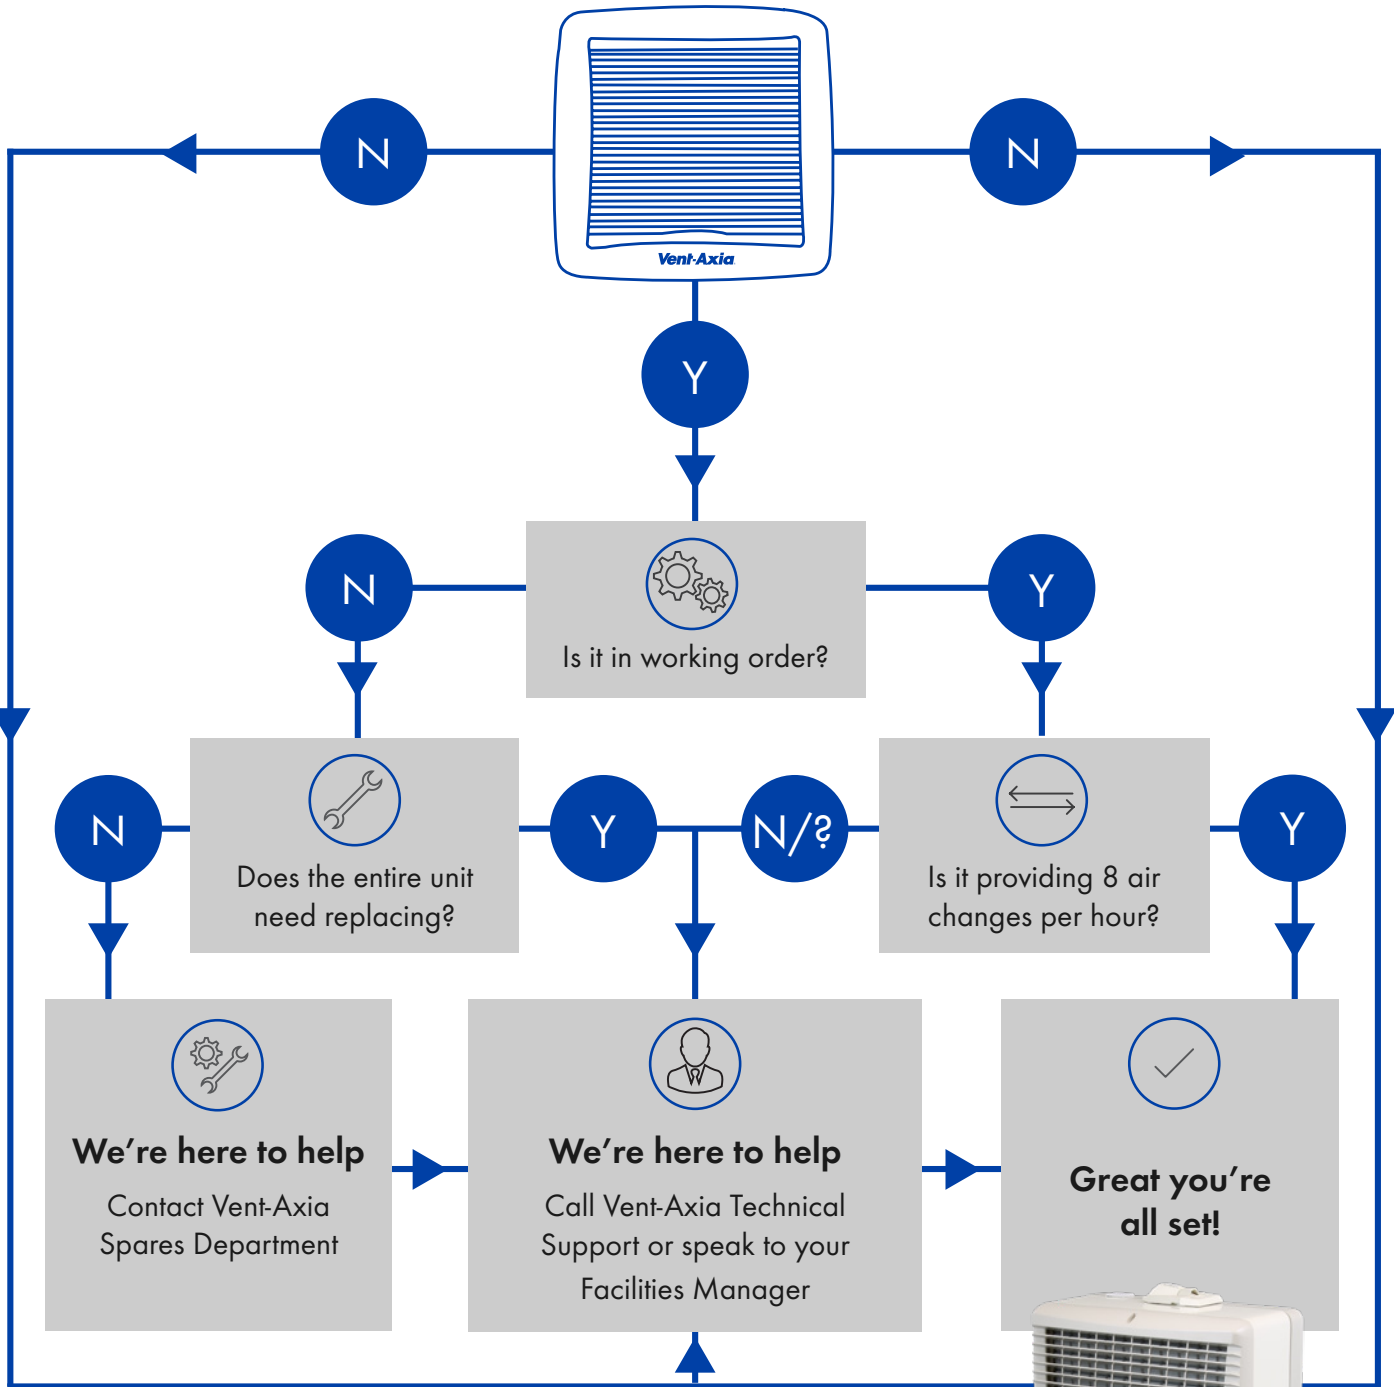 N
N
Vent-Axia
Y
N
Y
Is it in working order?
N
Y
N/?
Y
Does the entire unit
need replacing?
Is it providing 8 air
changes per hour?
We're here to help
Contact Vent-Axia
Spares Department
We're here to help
Call Vent-Axia Technical
Support or speak to your
Facilities Manager
Great you're
all set!